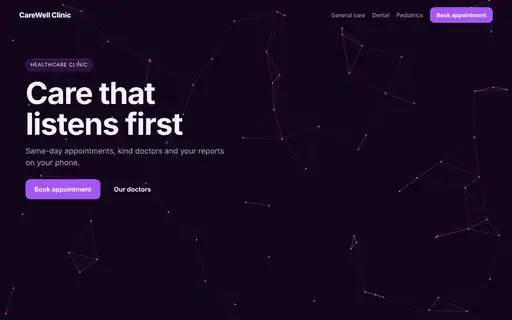 CareWell Clinic
General care
Dental
Pediatrics
Book appointment
HEALTHCARE CLINIC
Care that
listens first
Same-day appointments, kind doctors and your reports
on your phone.
Book appointment
Our doctors